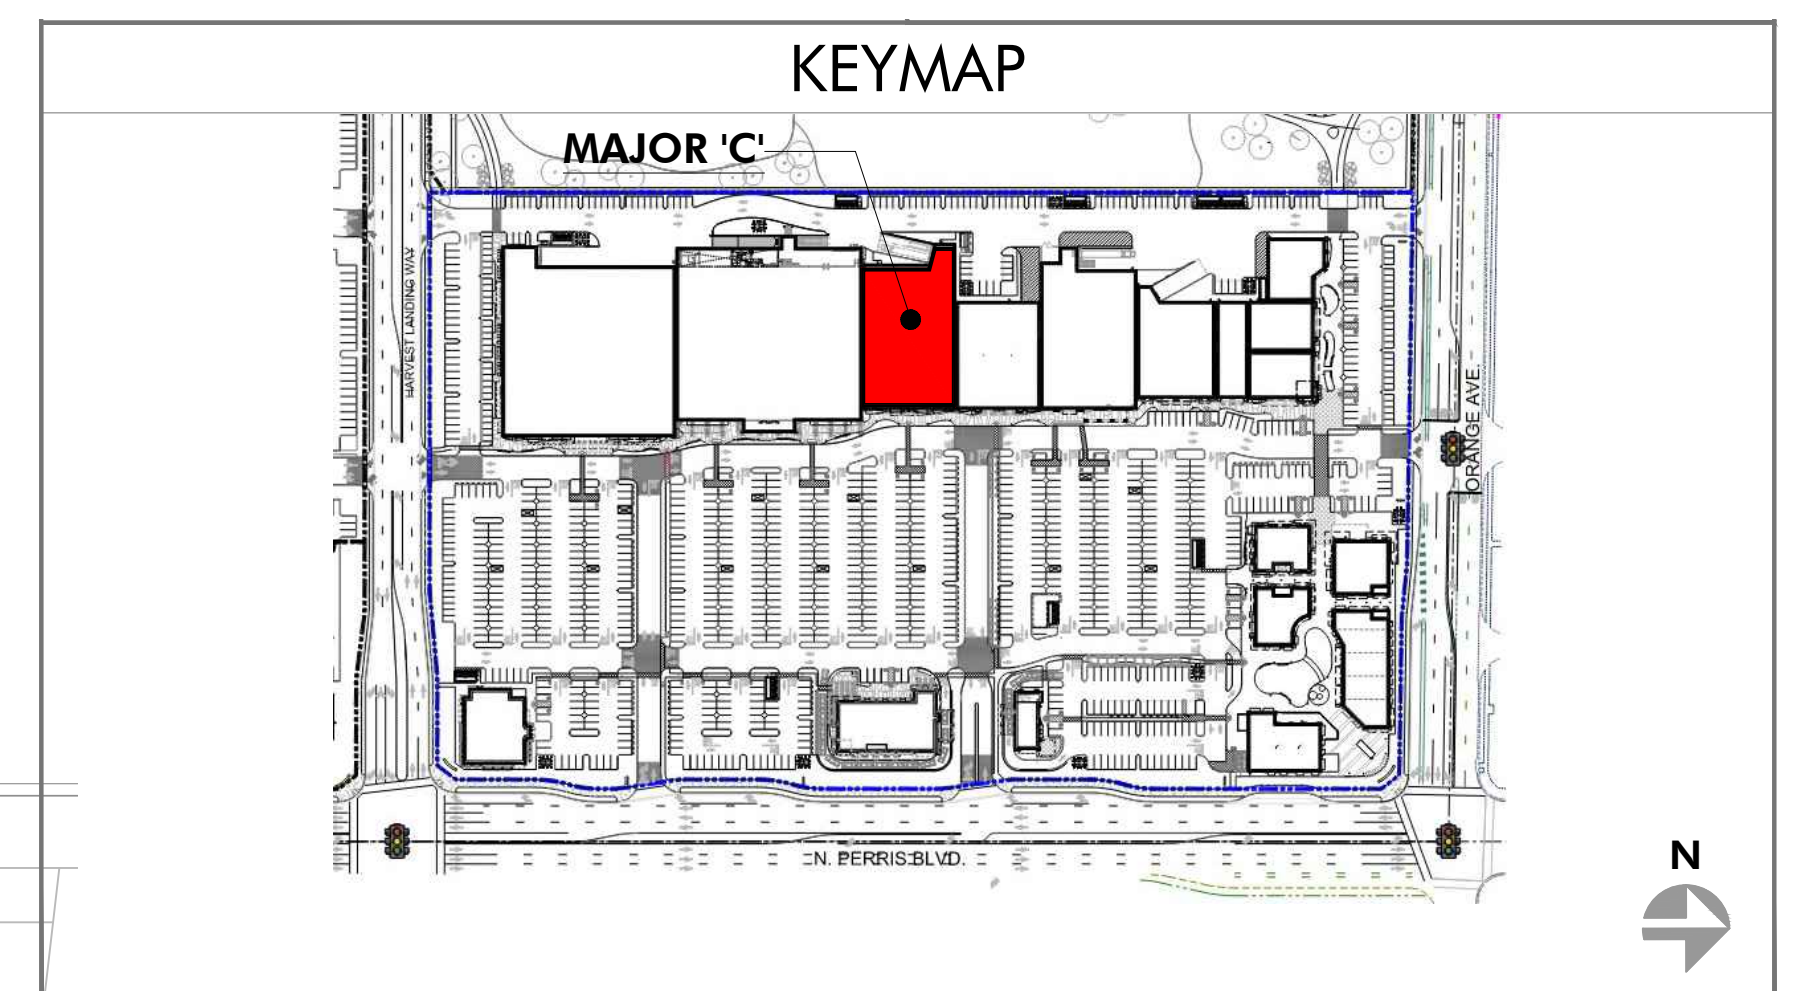 KEYMAP
MAJOR 'C'
HARVEST LANDING WAY
ORANGE AVE.
N. PERRIS BLVD.
N